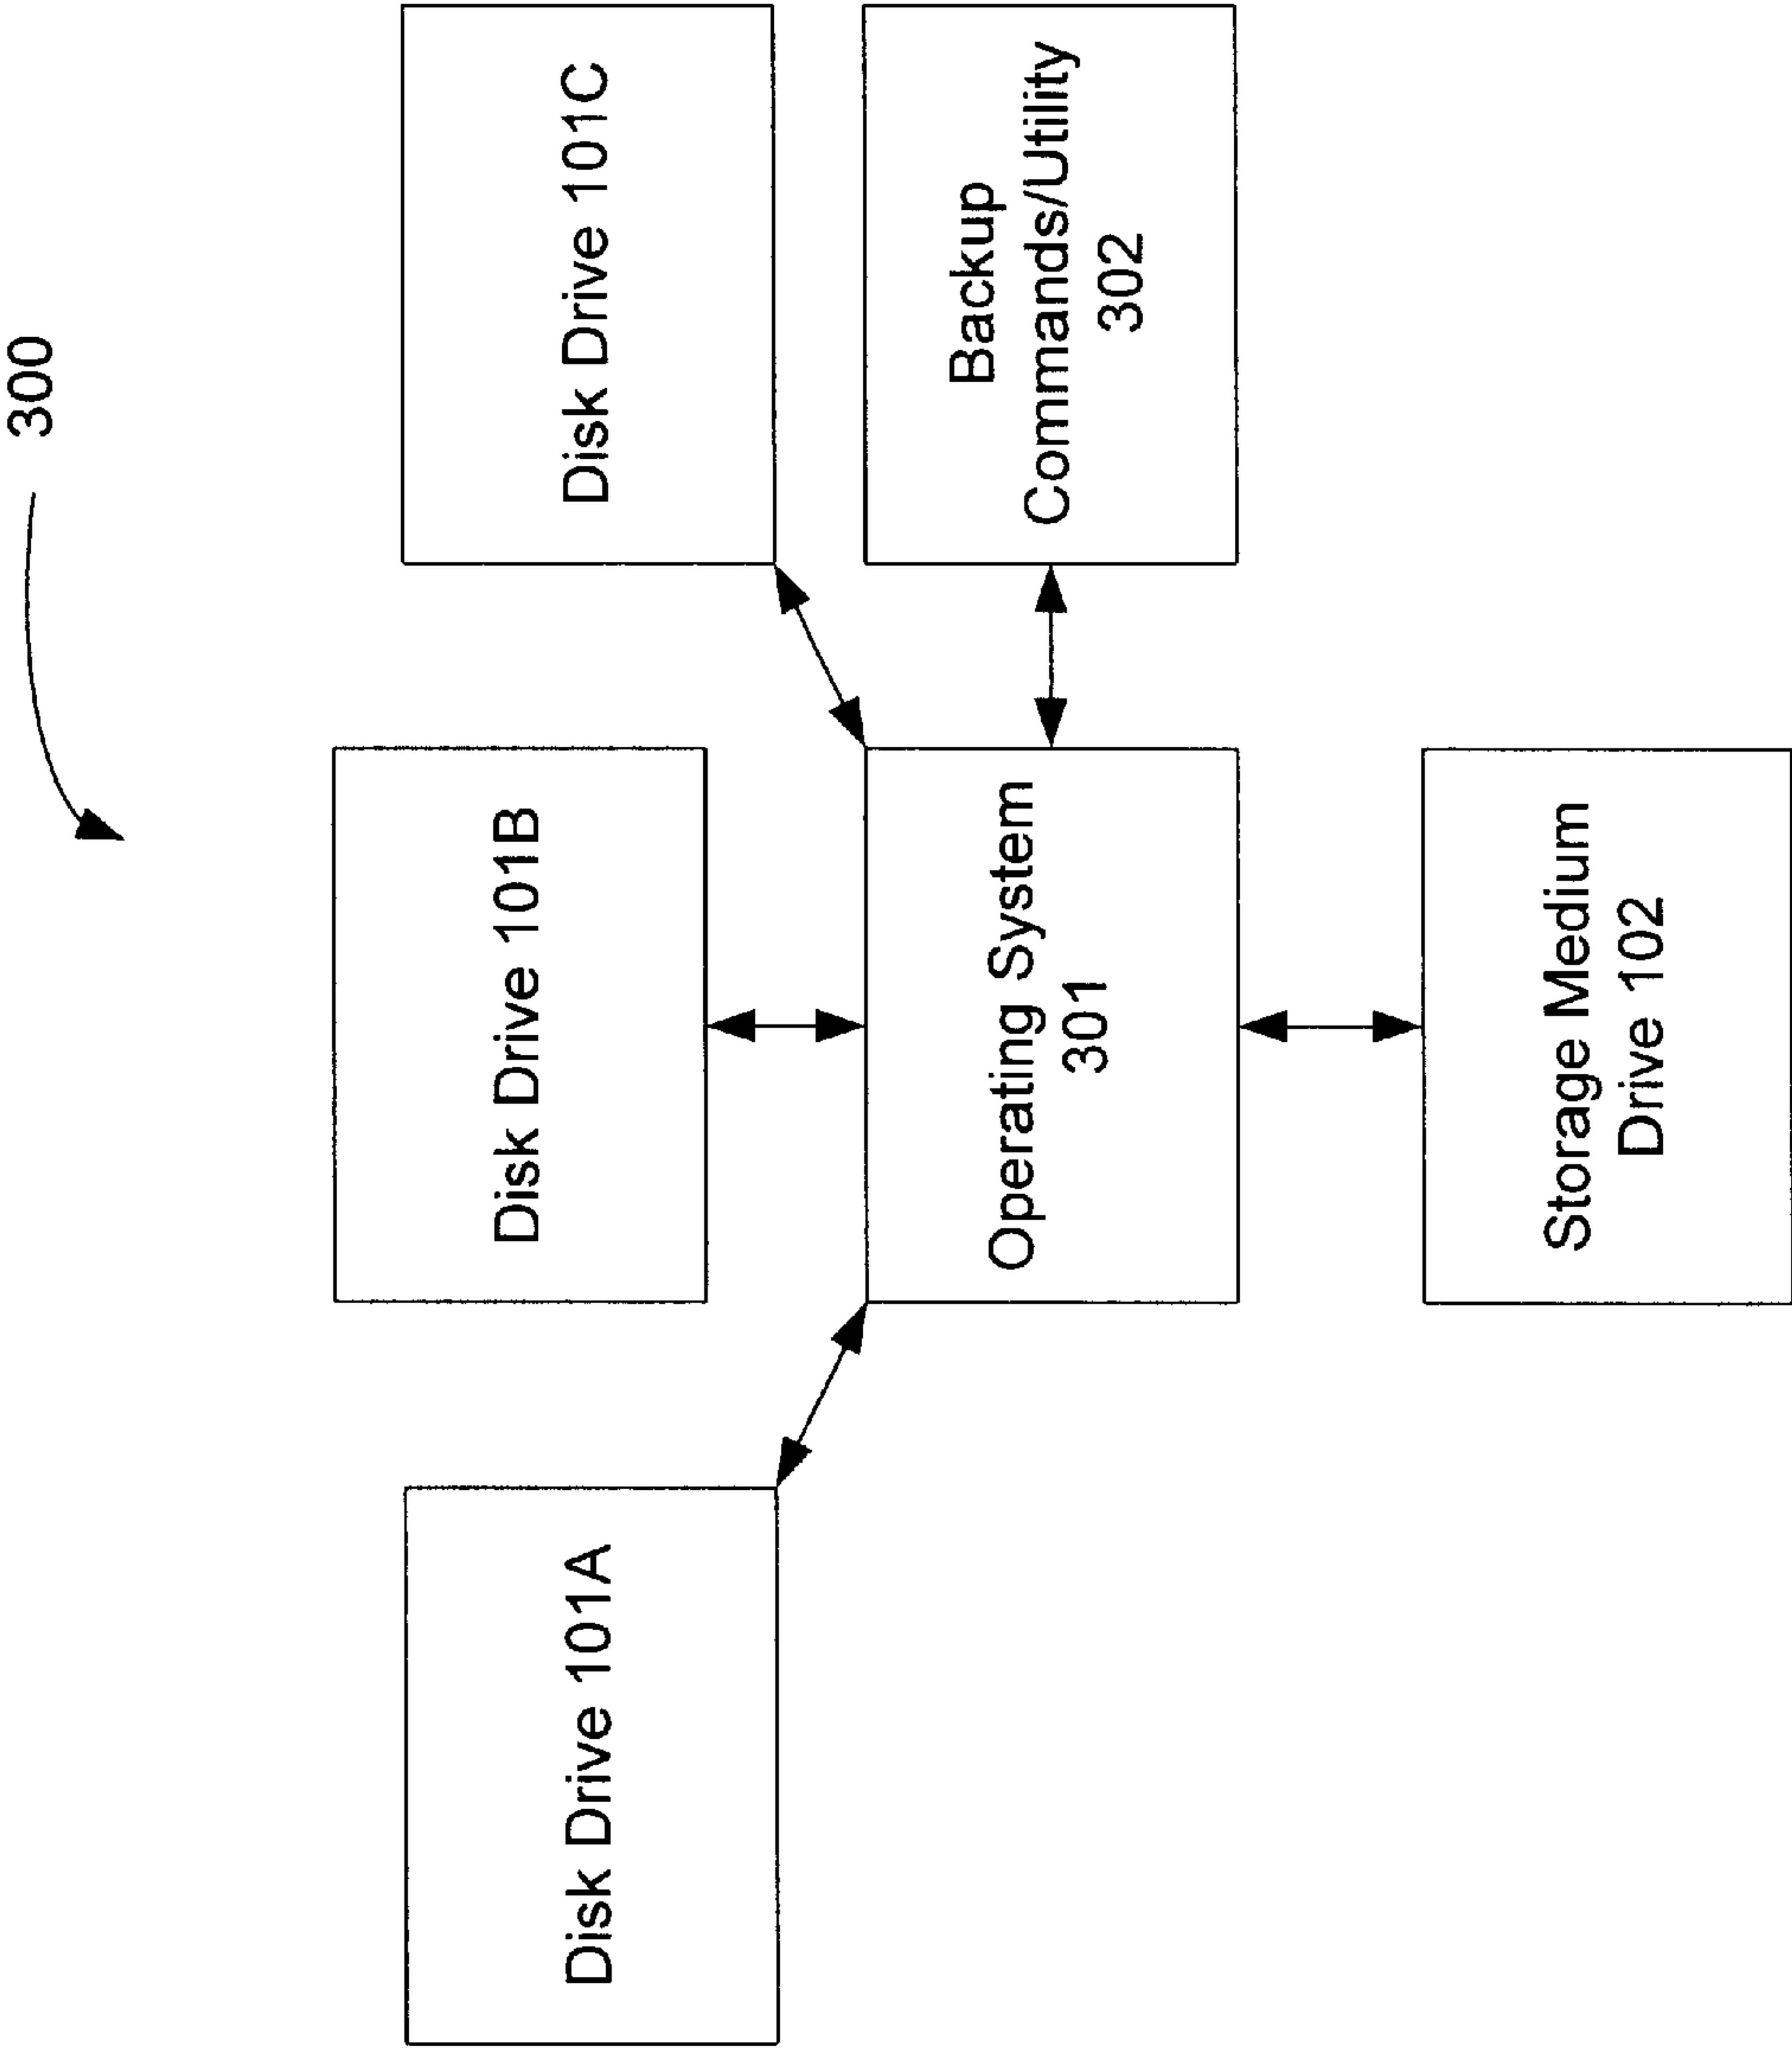 300
Disk Drive 101A
Disk Drive 101B
Disk Drive 101C
Operating System
301
Backup
Commands/Utility
302
Storage Medium
Drive 102